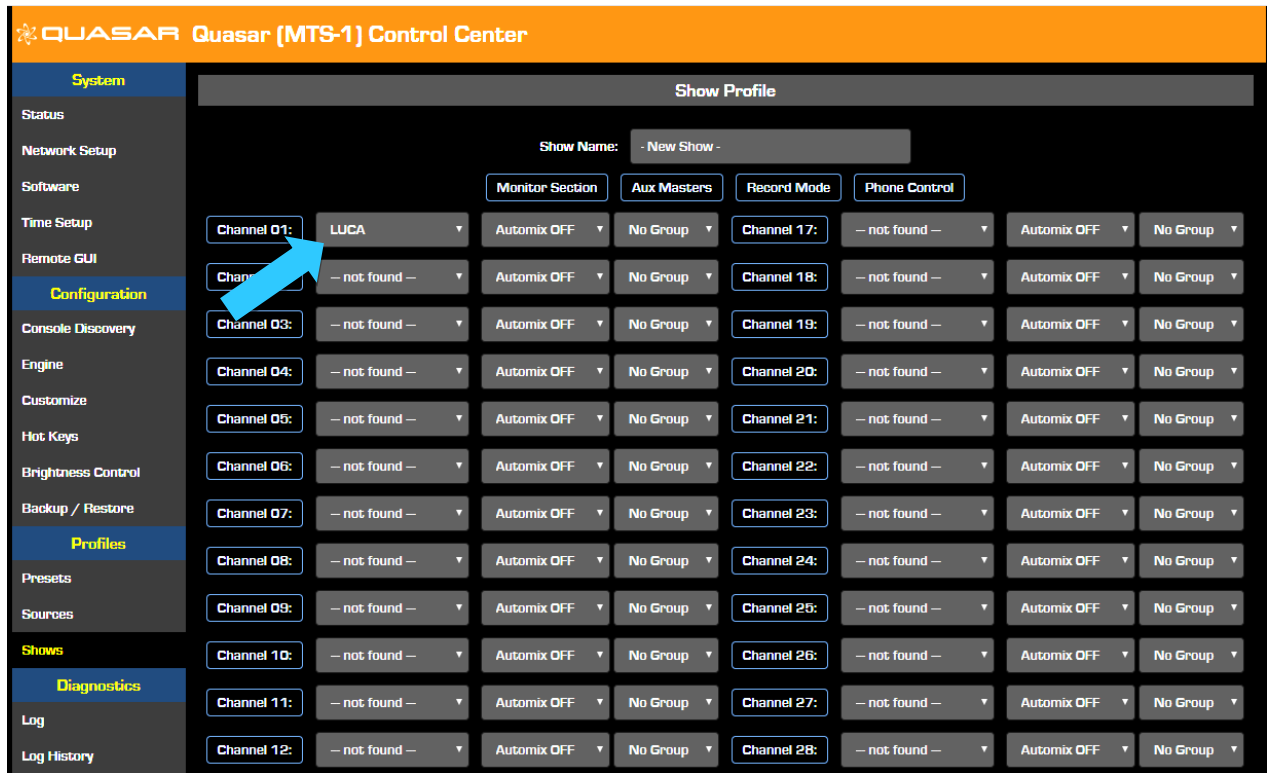 QUASAR Quasar (MTS-1) Control Center
System
Status
Network Setup
Software
Time Setup
Remote GUI
Configuration
Console Discovery
Engine
Customize
Hot Keys
Brightness Control
Backup / Restore
Profiles
Presets
Sources
Shows
Diagnostics
Log
Log History
Show Profile
Show Name: - New Show -
Monitor Section Aux Masters Record Mode Phone Control
Channel 01: LUCA Automix OFF No Group Channel 17: -- not found -- Automix OFF No Group
-- not found -- Automix OFF No Group Channel 18: -- not found -- Automix OFF No Group
Channel 03: -- not found -- Automix OFF No Group Channel 19: -- not found -- Automix OFF No Group
Channel 04: -- not found -- Automix OFF No Group Channel 20: -- not found -- Automix OFF No Group
Channel 05: -- not found -- Automix OFF No Group Channel 21: -- not found -- Automix OFF No Group
Channel 06: -- not found -- Automix OFF No Group Channel 22: -- not found -- Automix OFF No Group
Channel 07: -- not found -- Automix OFF No Group Channel 23: -- not found -- Automix OFF No Group
Channel 08: -- not found -- Automix OFF No Group Channel 24: -- not found -- Automix OFF No Group
Channel 09: -- not found -- Automix OFF No Group Channel 25: -- not found -- Automix OFF No Group
Channel 10: -- not found -- Automix OFF No Group Channel 26: -- not found -- Automix OFF No Group
Channel 11: -- not found -- Automix OFF No Group Channel 27: -- not found -- Automix OFF No Group
Channel 12: -- not found -- Automix OFF No Group Channel 28: -- not found -- Automix OFF No Group